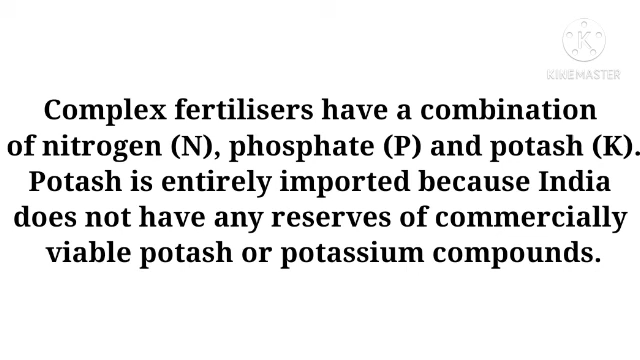 KINEMASTER
Complex fertilisers have a combination
of nitrogen (N), phosphate (P) and potash (K).
Potash is entirely imported because India
does not have any reserves of commercially
viable potash or potassium compounds.